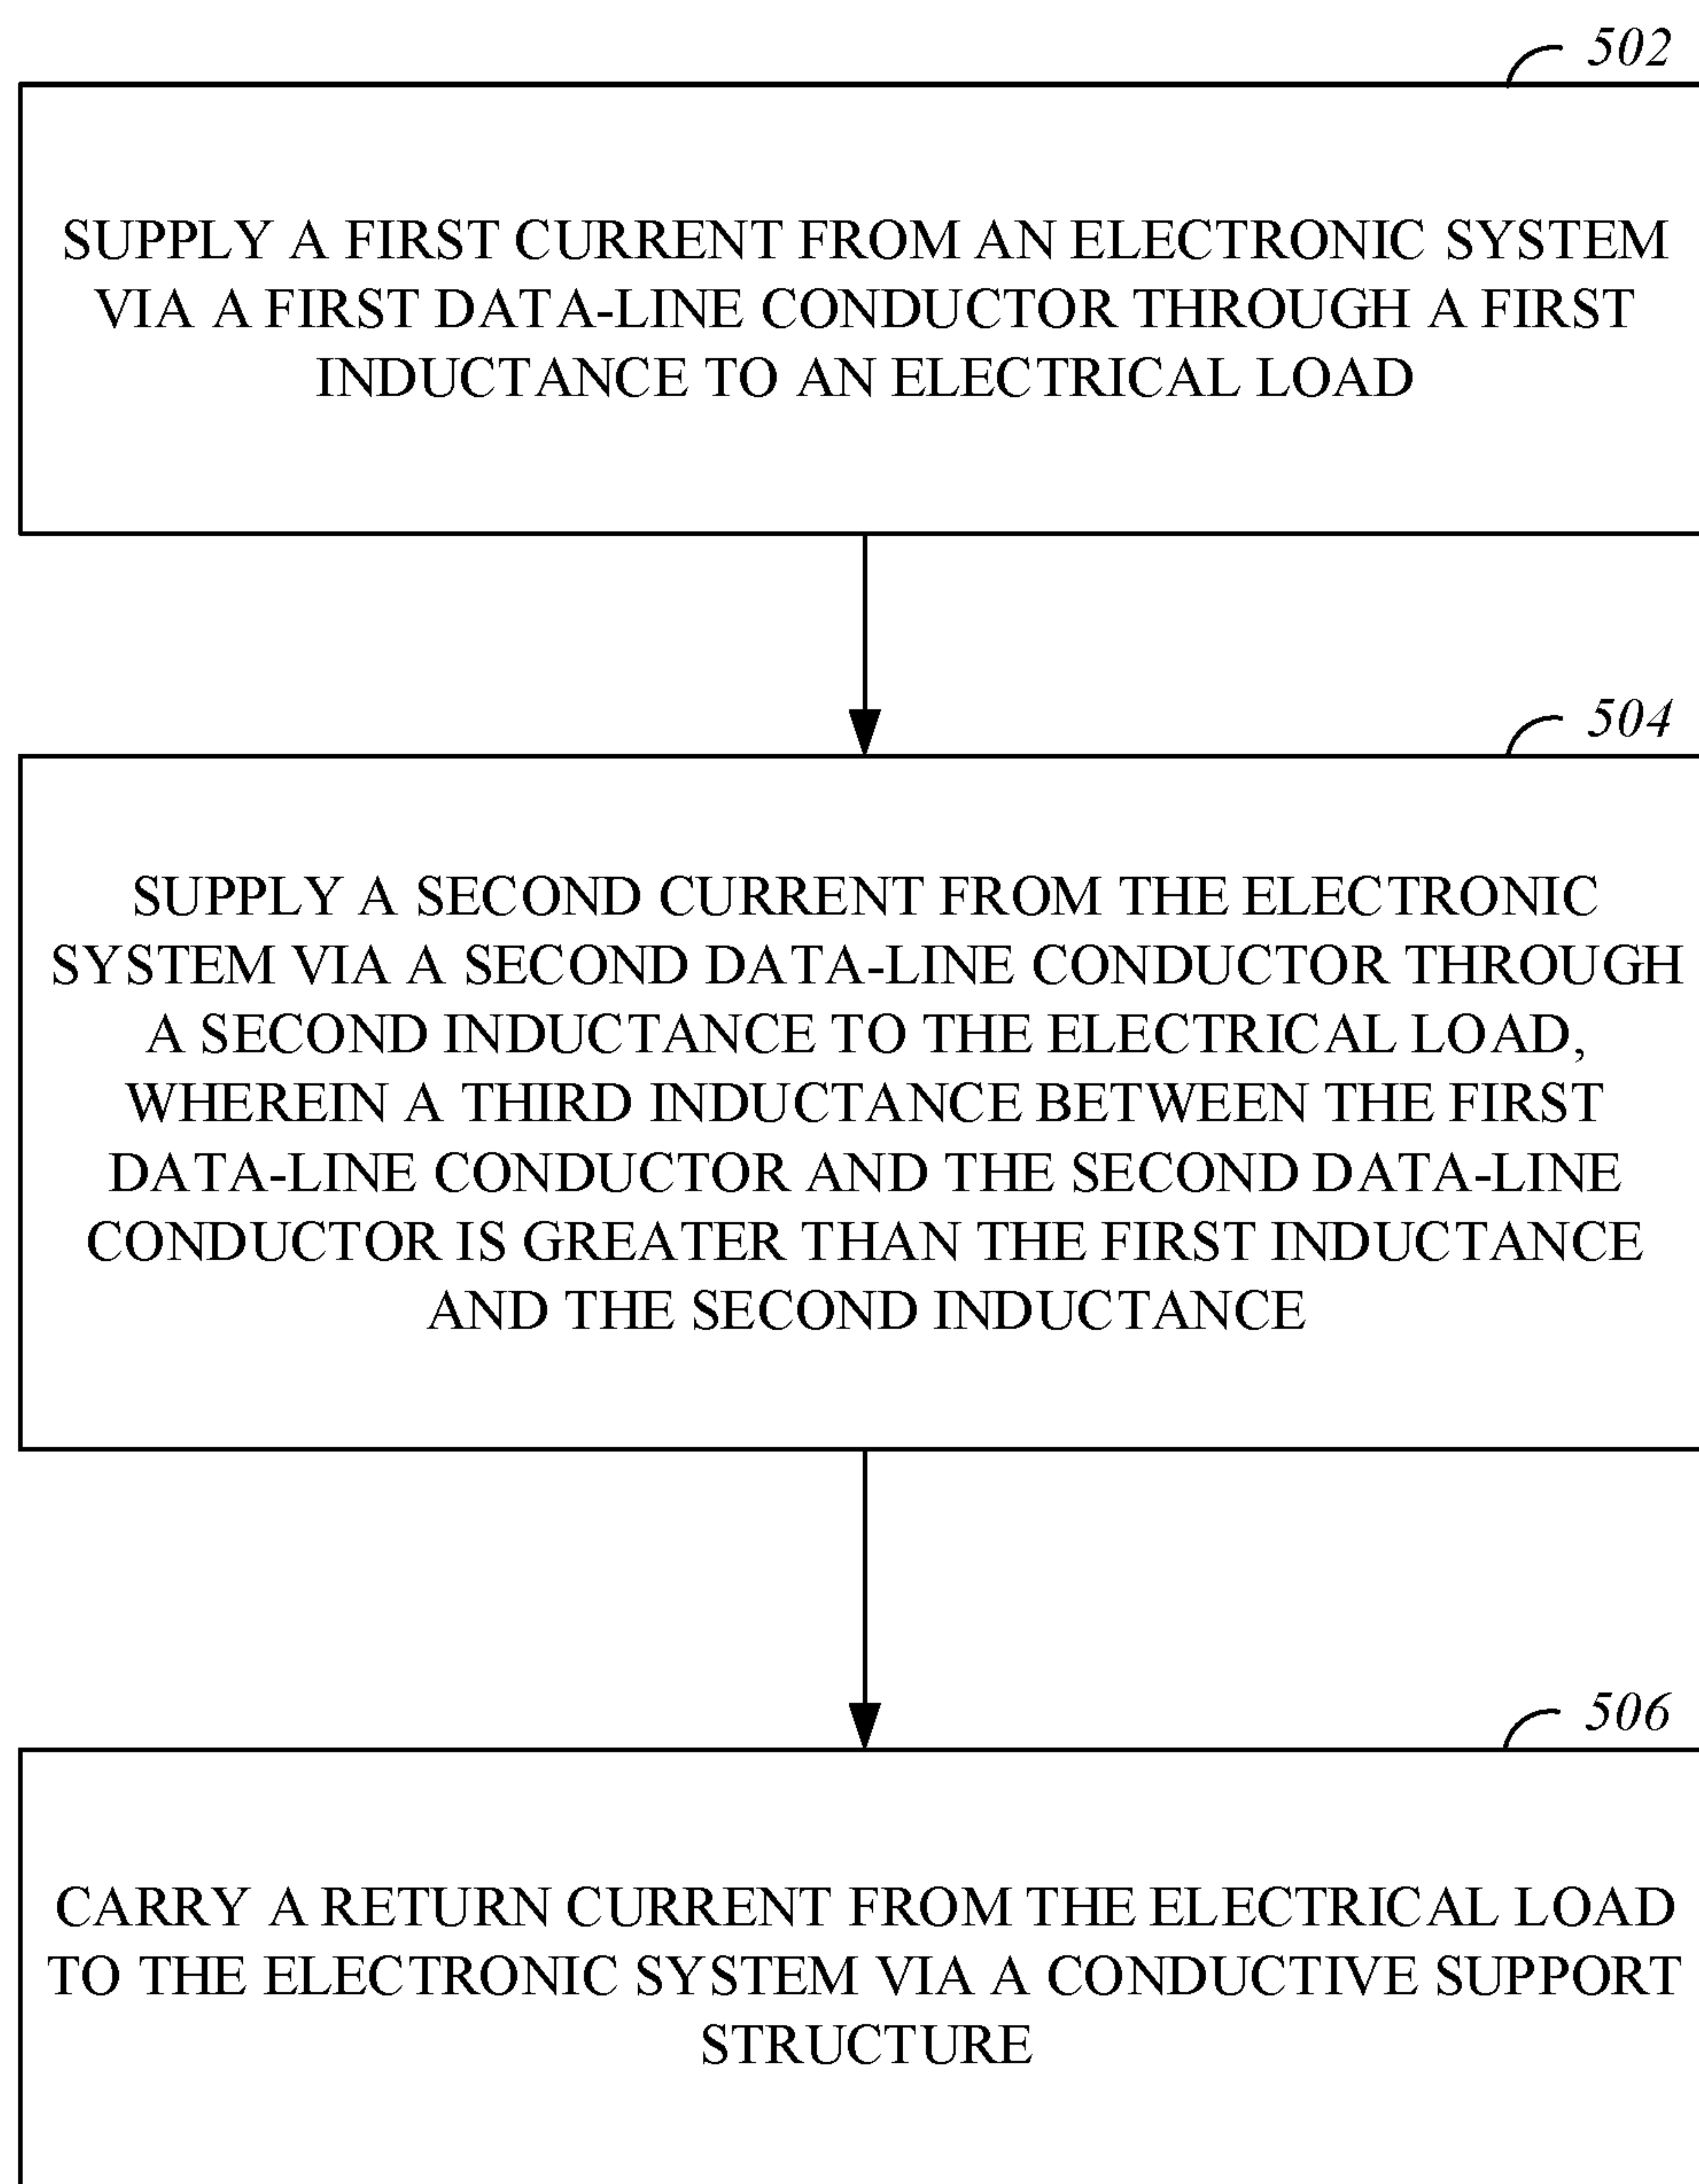 502
SUPPLY A FIRST CURRENT FROM AN ELECTRONIC SYSTEM
VIA A FIRST DATA-LINE CONDUCTOR THROUGH A FIRST
INDUCTANCE TO AN ELECTRICAL LOAD
504
SUPPLY A SECOND CURRENT FROM THE ELECTRONIC
SYSTEM VIA A SECOND DATA-LINE CONDUCTOR THROUGH
A SECOND INDUCTANCE TO THE ELECTRICAL LOAD,
WHEREIN A THIRD INDUCTANCE BETWEEN THE FIRST
DATA-LINE CONDUCTOR AND THE SECOND DATA-LINE
CONDUCTOR IS GREATER THAN THE FIRST INDUCTANCE
AND THE SECOND INDUCTANCE
506
CARRY A RETURN CURRENT FROM THE ELECTRICAL LOAD
TO THE ELECTRONIC SYSTEM VIA A CONDUCTIVE SUPPORT
STRUCTURE